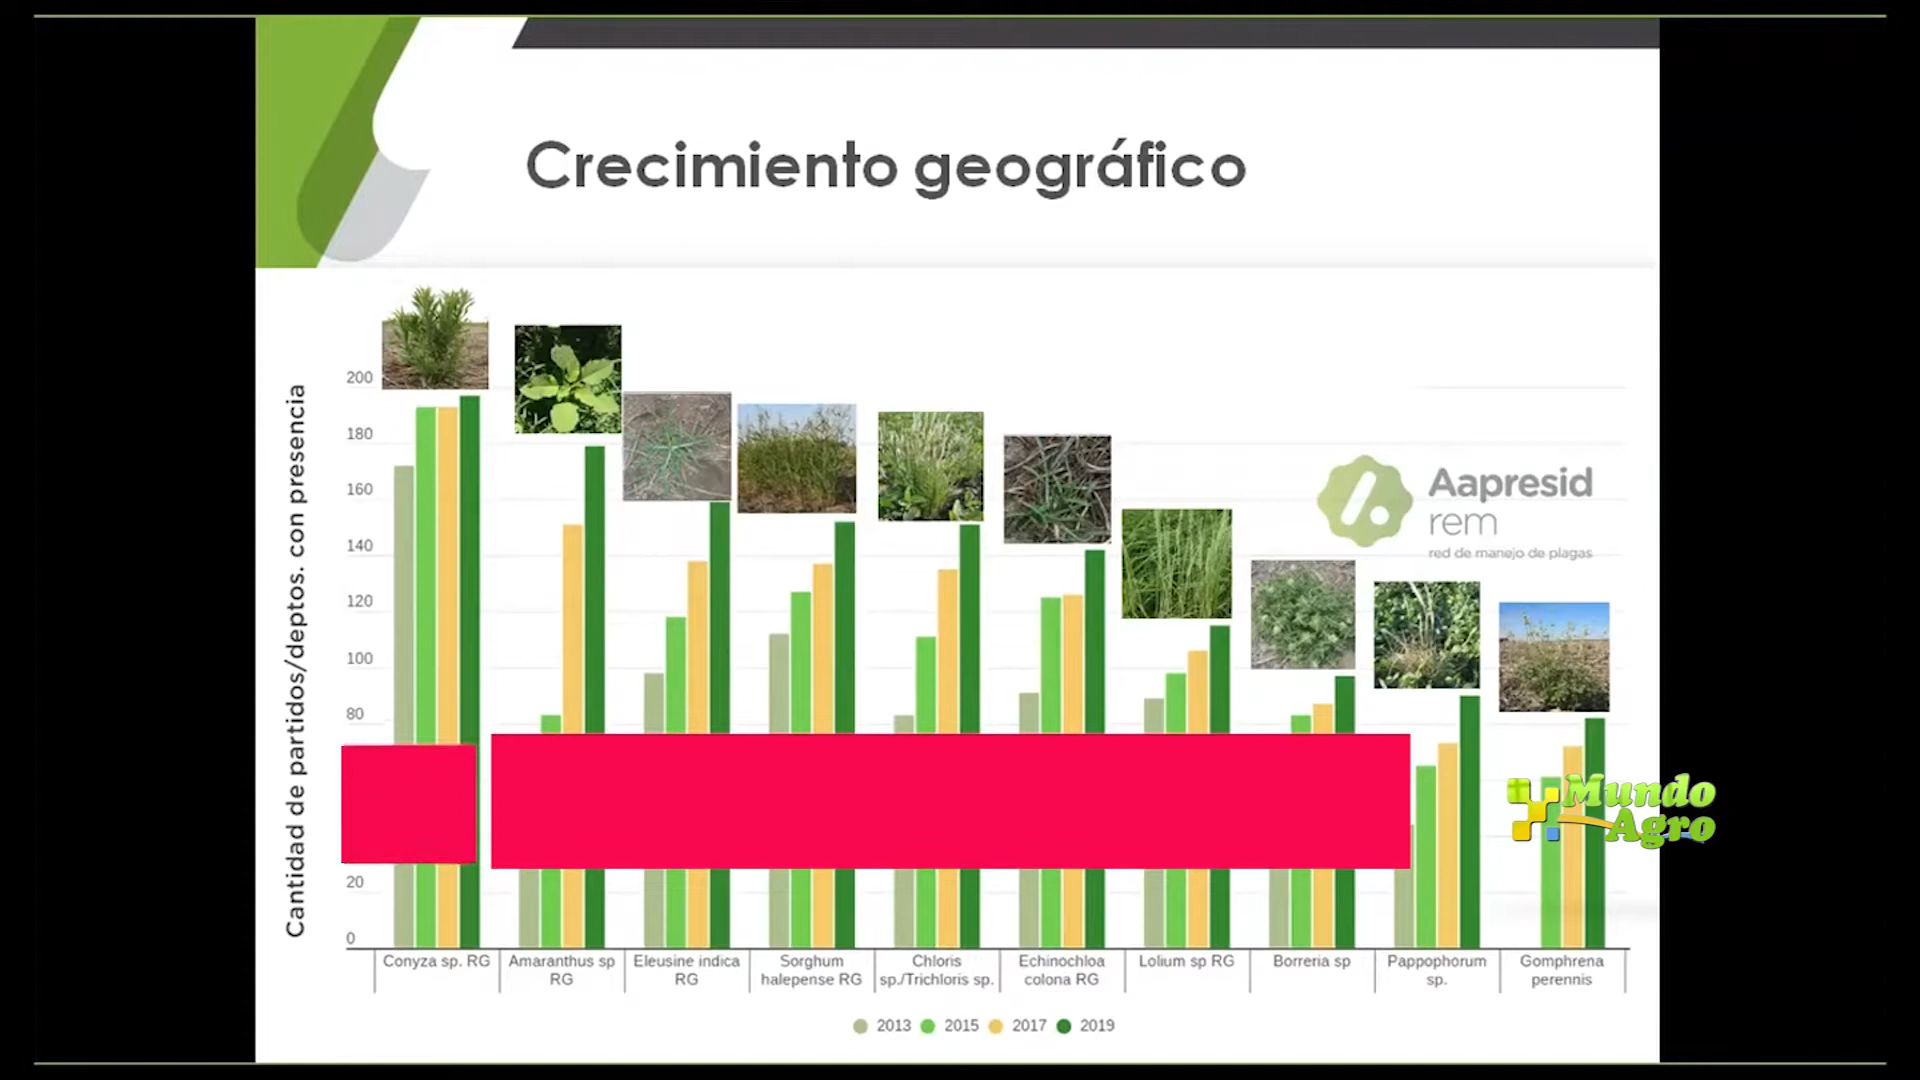 Crecimiento geográfico
Cantidad de partidos/deptos. con presencia
200
180
160
140
120
100
80
20
0
Aapresid
rem
red de manejo de plagas
Mundo
Agro
Conyza sp. RG
Amaranthus sp
RG
Eleusine indica
RG
Sorghum
halepense RG
Chloris
sp./Trichloris sp.
Echinochloa
colona RG
Lolium sp RG
Borreria sp
Pappophorum
sp.
Gomphrena
perennis
2013 2015 2017 2019